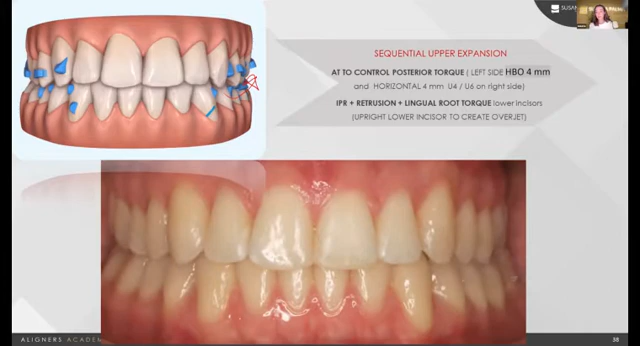 SEQUENTIAL UPPER EXPANSION
AT TO CONTROL POSTERIOR TORQUE ( LEFT SIDE HBO 4 mm
and HORIZONTAL 4 mm U4 / U6 on right side)
IPR + RETRUSION + LINGUAL ROOT TORQUE lower incisors
(UPRIGHT LOWER INCISOR TO CREATE OVERJET)
ALIGNERS ACADEM
58